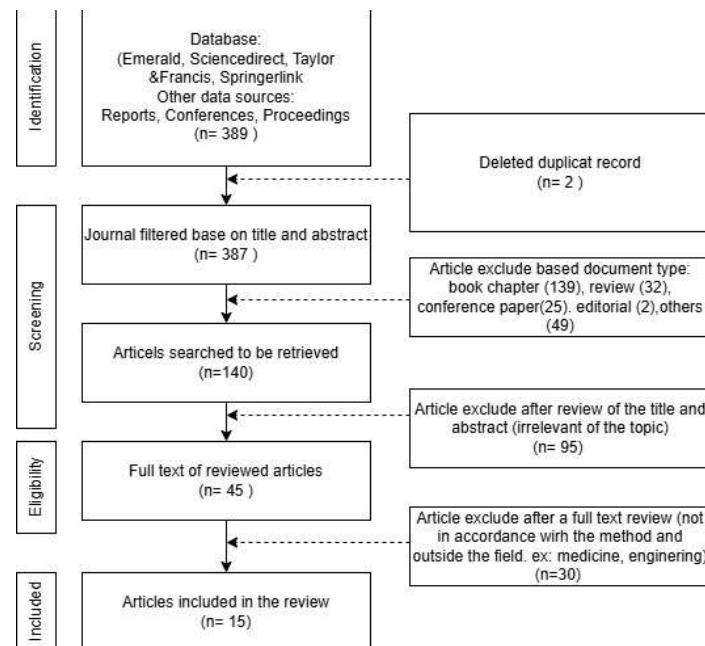 Identification
Database:
(Emerald, Sciencedirect, Taylor
&Francis, Springerlink
Other data sources:
Reports, Conferences, Proceedings
(n= 389 )
Deleted duplicat record
(n= 2 )
Screening
Journal filtered base on title and abstract
(n= 387 )
Article exclude based document type:
book chapter (139), review (32),
conference paper(25). editorial (2),others
(49)
Articels searched to be retrieved
(n=140)
Article exclude after review of the title and
abstract (irrelevant of the topic)
(n= 95)
Eligibility
Full text of reviewed articles
(n= 45 )
Article exclude after a full text review (not
in accordance wirh the method and
outside the field. ex: medicine, enginering)
(n=30)
Included
Articles included in the review
(n= 15)